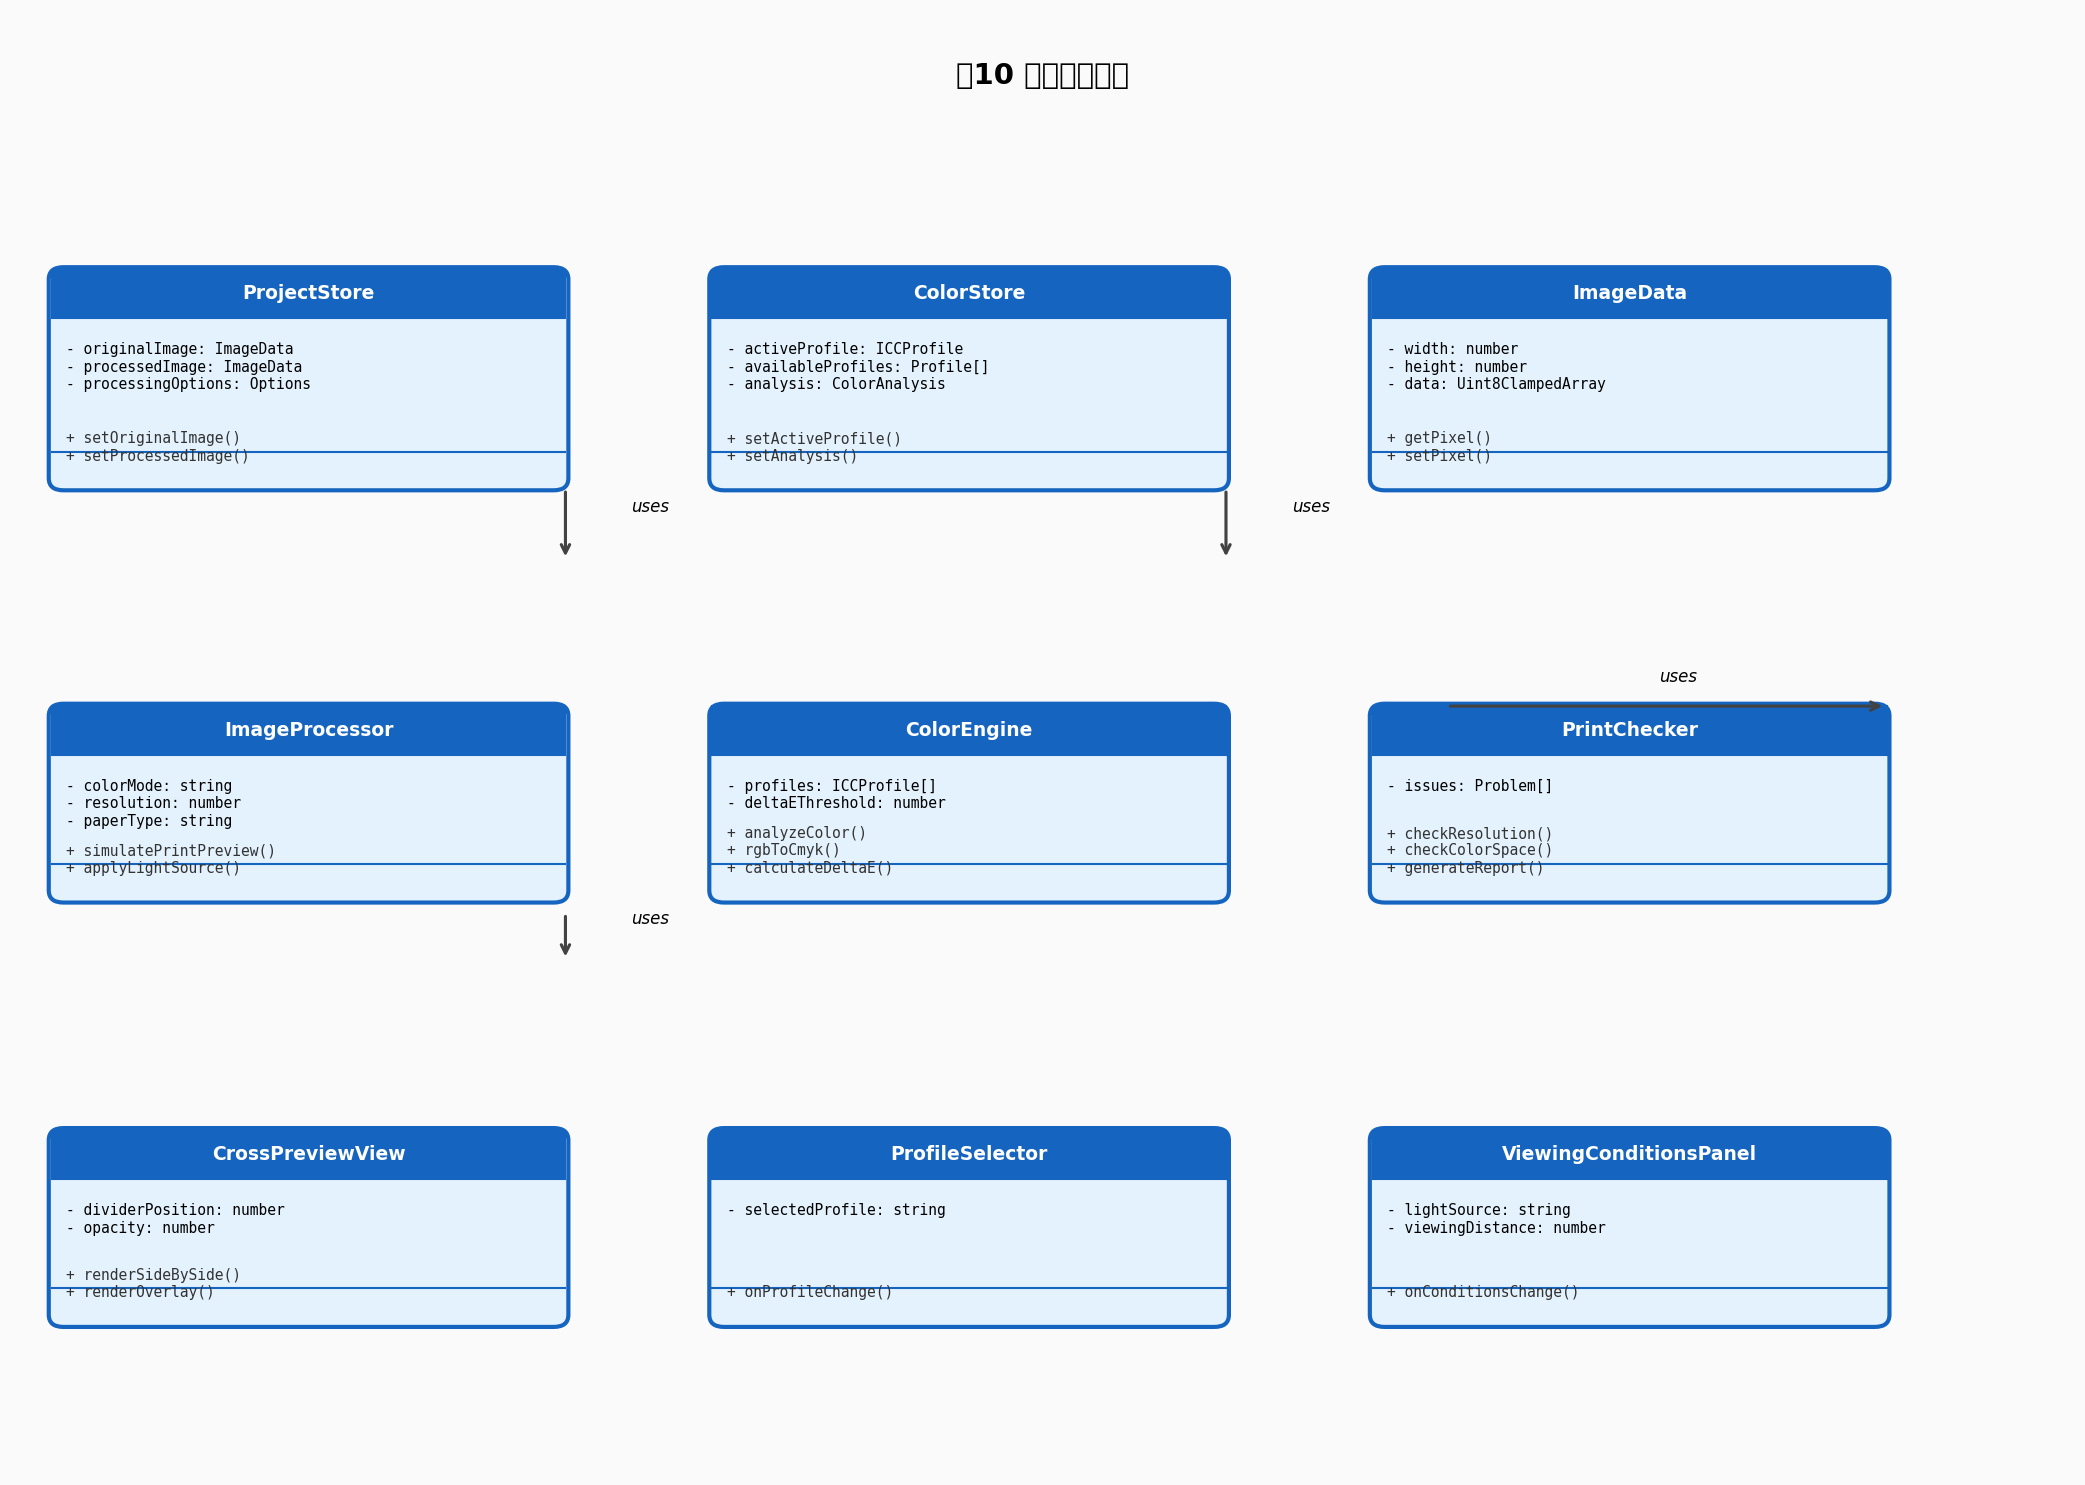 10
ProjectStore
- originalImage: ImageData
- processedImage: ImageData
- processingOptions: Options
+ setOriginalImage()
+ setProcessedImage()
ColorStore
- activeProfile: ICCProfile
- availableProfiles: Profile[]
- analysis: ColorAnalysis
+ setActiveProfile()
+ setAnalysis()
ImageData
- width: number
- height: number
- data: Uint8ClampedArray
+ getPixel()
+ setPixel()
uses
uses
uses
ImageProcessor
- colorMode: string
- resolution: number
- paperType: string
+ simulatePrintPreview()
+ applyLightSource()
ColorEngine
- profiles: ICCProfile[]
- deltaEThreshold: number
+ analyzeColor()
+ rgbToCmyk()
+ calculateDeltaE()
PrintChecker
- issues: Problem[]
+ checkResolution()
+ checkColorSpace()
+ generateReport()
uses
CrossPreviewView
- dividerPosition: number
- opacity: number
+ renderSideBySide()
+ renderOverlay()
ProfileSelector
- selectedProfile: string
+ onProfileChange()
ViewingConditionsPanel
- lightSource: string
- viewingDistance: number
+ onConditionsChange()